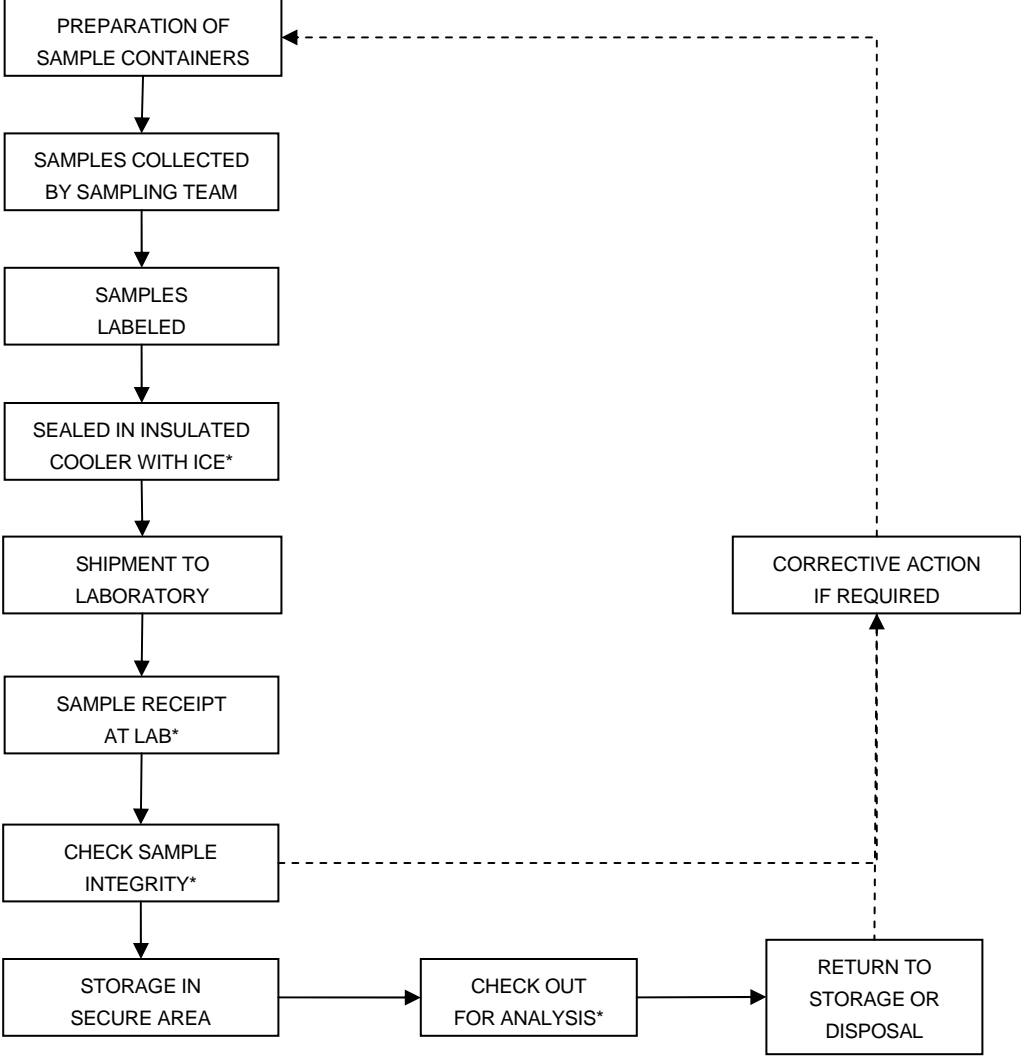 PREPARATION OF
SAMPLE CONTAINERS
SAMPLES COLLECTED
BY SAMPLING TEAM
SAMPLES
LABELED
SEALED IN INSULATED
COOLER WITH ICE*
SHIPMENT TO
LABORATORY
CORRECTIVE ACTION
IF REQUIRED
SAMPLE RECEIPT
AT LAB*
CHECK SAMPLE
INTEGRITY*
STORAGE IN
SECURE AREA
CHECK OUT
FOR ANALYSIS*
RETURN TO
STORAGE OR
DISPOSAL